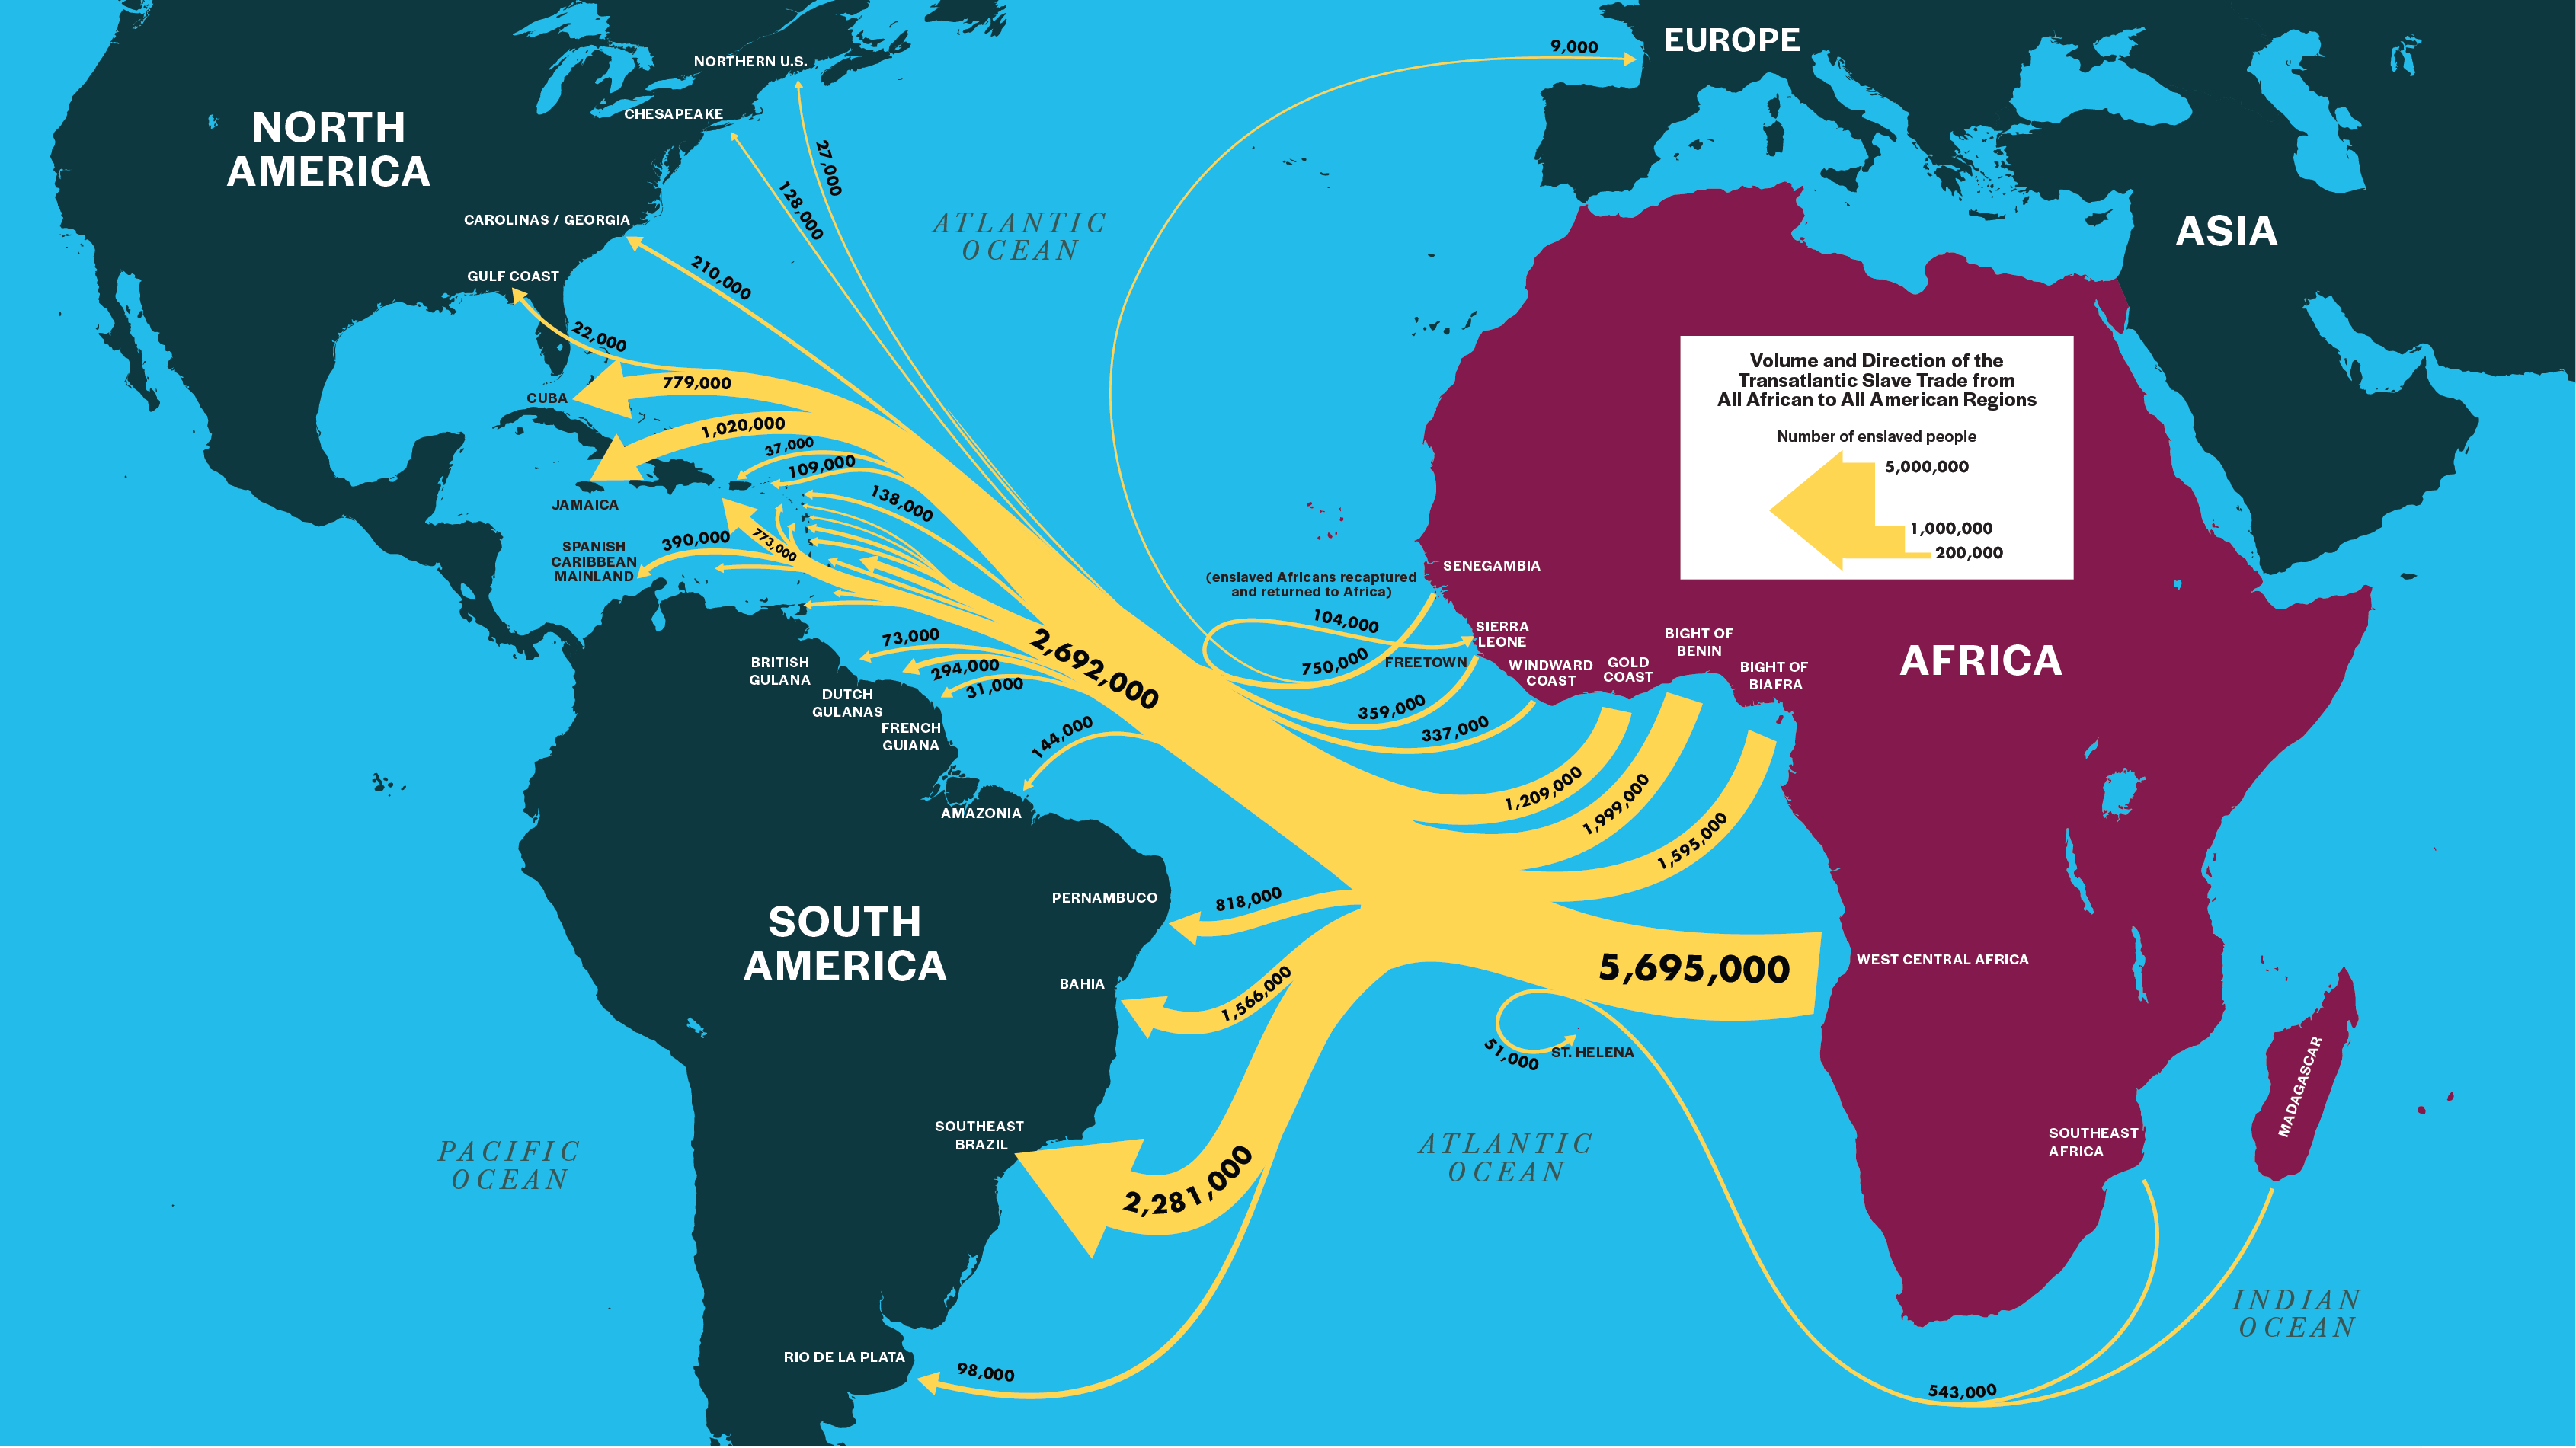 EUROPE
9,000
NORTHERN U.S.
CHESAPEAKE
NORTH
AMERICA
27,000
128,000
CAROLINAS / GEORGIA
ATLANTIC
OCEAN
ASIA
210,000
GULF COAST
22,000
779,000
CUBA
1,020,000
37,000
109,000
JAMAICA
138,000
390,000
773,000
SPANISH
CARIBBEAN
MAINLAND
Volume and Direction of the
Transatlantic Slave Trade from
All African to All American Regions
Number of enslaved people
5,000,000
1,000,000
200,000
SENEGAMBIA
(enslaved Africans recaptured
and returned to Africa)
104,000
SIERRA
LEONE
750,000
FREETOWN
WINDWARD
COAST
GOLD
COAST
BIGHT OF
BENIN
BIGHT OF
BIAFRA
AFRICA
359,000
337,000
2,692,000
73,000
294,000
31,000
BRITISH
GULANA
DUTCH
GULANAS
FRENCH
GUIANA
144,000
AMAZONIA
1,209,000
1,999,000
1,595,000
PERNAMBUCO
818,000
SOUTH
AMERICA
BAHIA
1,566,000
5,695,000
WEST CENTRAL AFRICA
51,000
ST. HELENA
MADAGASCAR
SOUTHEAST
BRAZIL
2,281,000
PACIFIC
OCEAN
ATLANTIC
OCEAN
SOUTHEAST
AFRICA
INDIAN
OCEAN
RIO DE LA PLATA
98,000
543,000